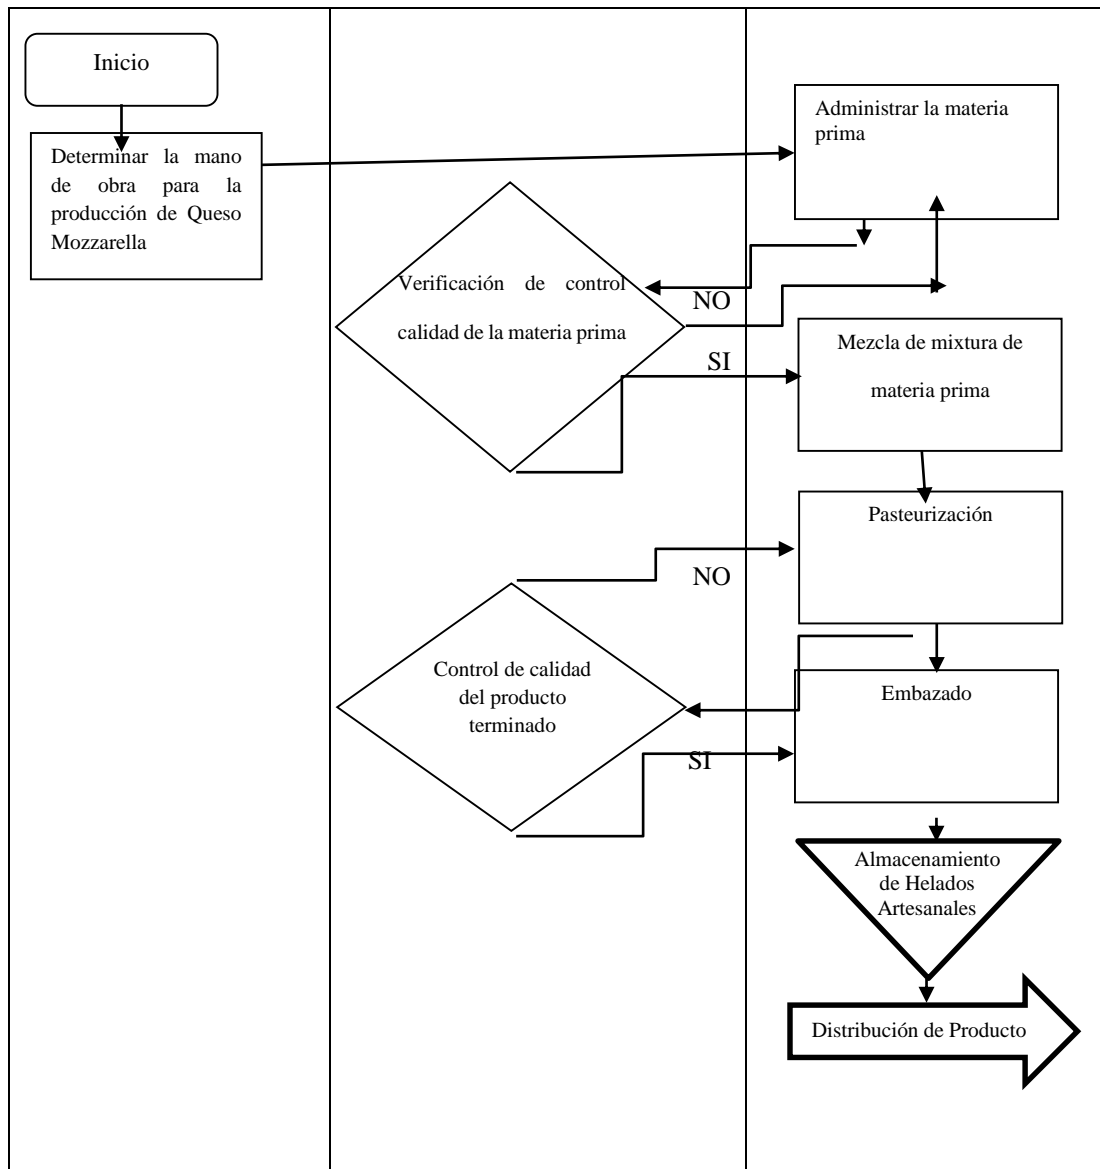 Inicio
Determinar la mano
de obra para la
producción de Queso
Mozzarella
Administrar la materia
prima
Verificación de control
calidad de la materia prima
NO
SI
Mezcla de mixtura de
materia prima
Pasteurización
NO
Control de calidad
del producto
terminado
SI
Embazado
Almacenamiento
de Helados
Artesanales
Distribución de Producto